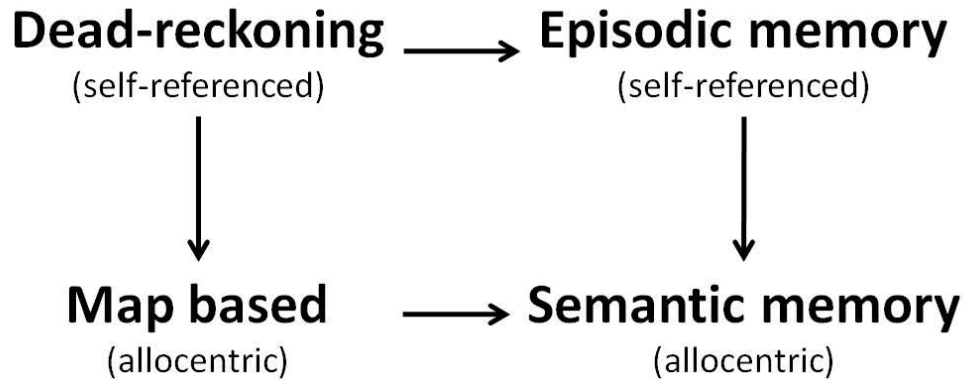 Dead-reckoning
(self-referenced)
Episodic memory
(self-referenced)
Map based
(allocentric)
Semantic memory
(allocentric)